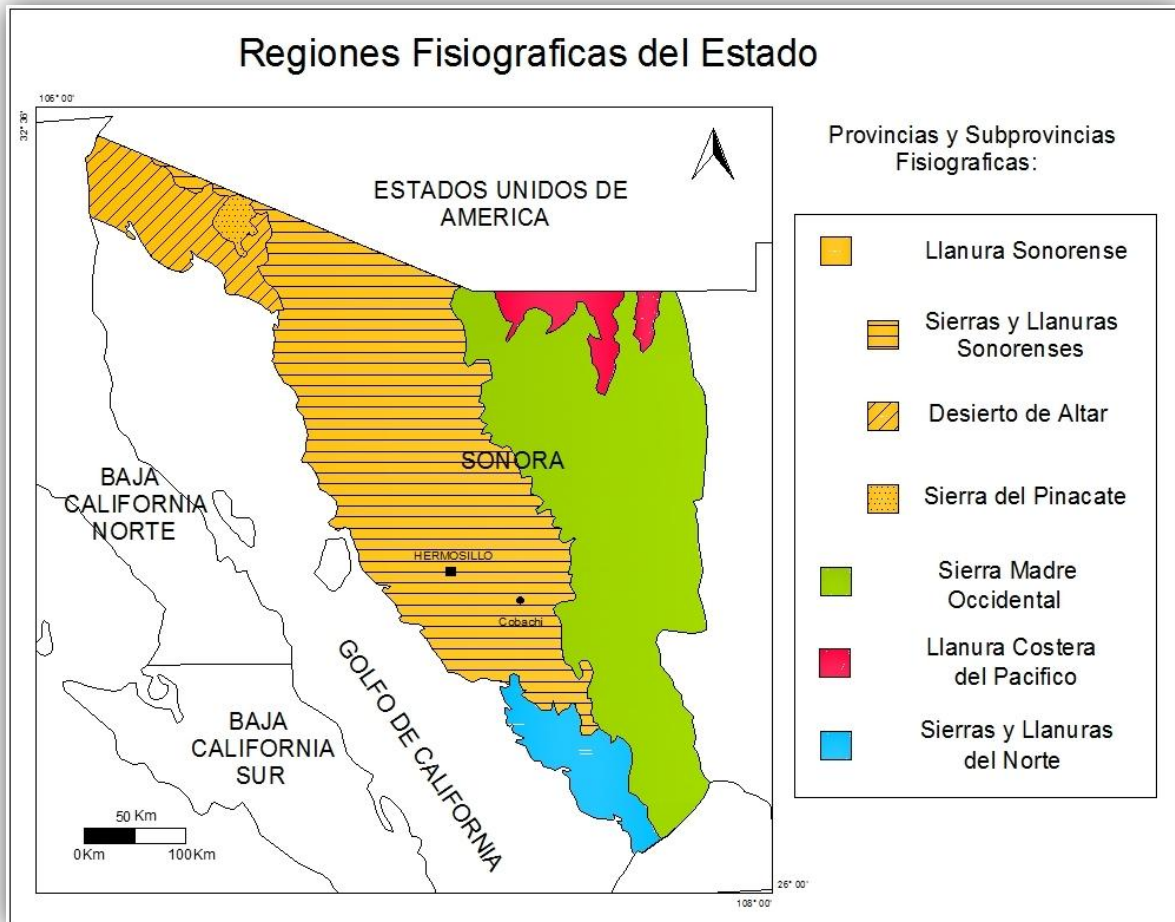 Regiones Fisiograficas del Estado
106° 00'
32° 36'
ESTADOS UNIDOS DE
AMERICA
SONORA
BAJA
CALIFORNIA
NORTE
HERMOSILLO
Cobachi
GOLFO DE CALIFORNIA
BAJA
CALIFORNIA
SUR
50 Km
0Km 100Km
26° 00'
108° 00'
Provincias y Subprovincias
Fisiograficas:
Llanura Sonorense
Sierras y Llanuras
Sonorenses
Desierto de Altar
Sierra del Pinacate
Sierra Madre
Occidental
Llanura Costera
del Pacifico
Sierras y Llanuras
del Norte